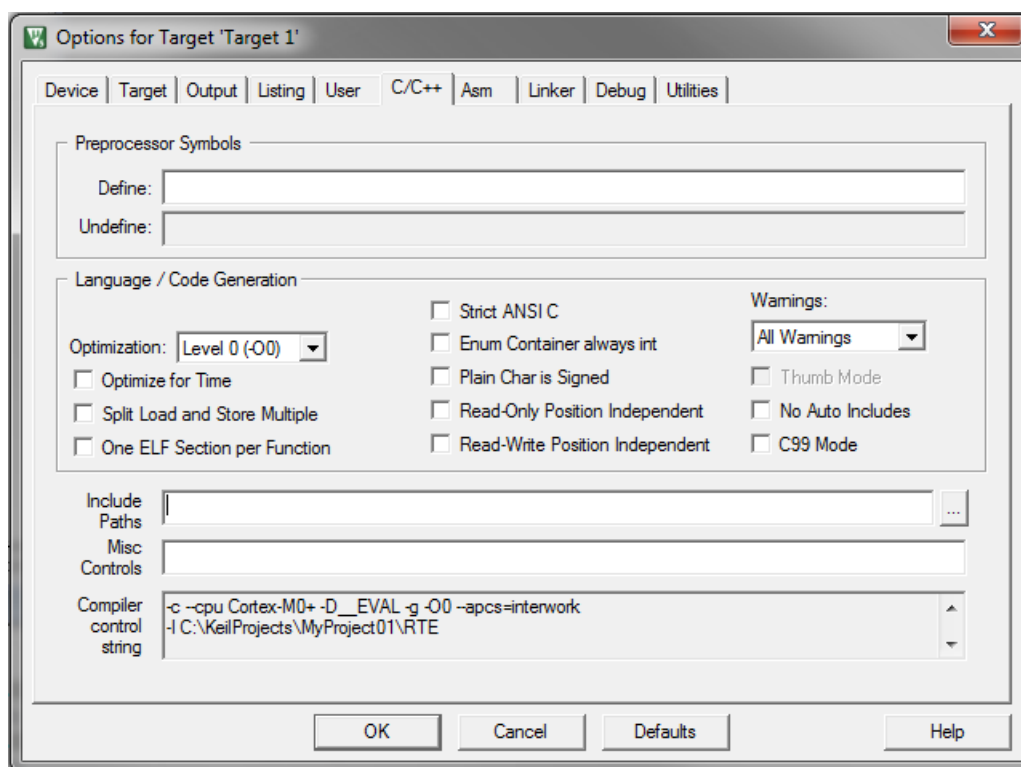 Options for Target 'Target 1'
Device Target Output Listing User C/C++ Asm Linker Debug Utilities
Preprocessor Symbols
Define:
Undefine:
Language / Code Generation
Optimization: Level 0 (-O0)
Optimize for Time
Split Load and Store Multiple
One ELF Section per Function
Strict ANSI C
Enum Container always int
Plain Char is Signed
Read-Only Position Independent
Read-Write Position Independent
Warnings:
All Warnings
Thumb Mode
No Auto Includes
C99 Mode
Include
Paths
...
Misc
Controls
Compiler
control
string
-c --cpu Cortex-M0+ -D__EVAL -g -O0 --apcs=interwork
-I C:\KeilProjects\MyProject01\RTE
OK Cancel Defaults Help